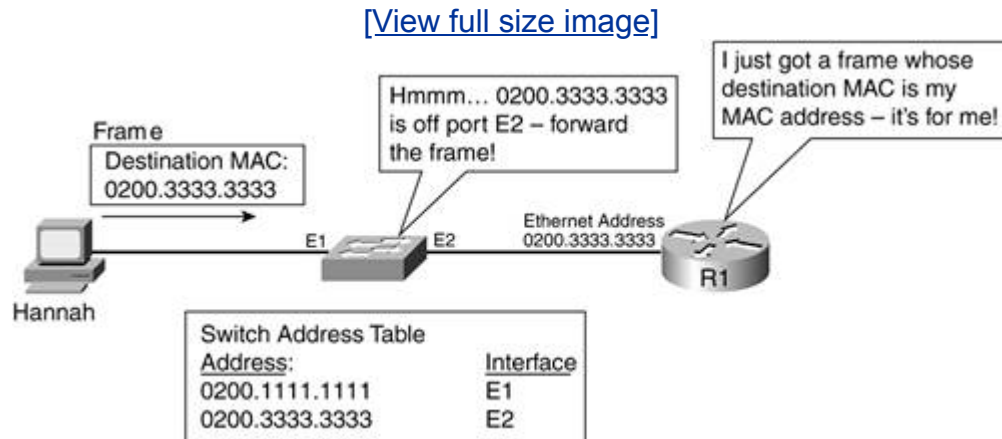 [View full size image]
I just got a frame whose
destination MAC is my
MAC address – it's for me!
Hmmm... 0200.3333.3333
is off port E2 – forward
the frame!
Frame
Destination MAC:
0200.3333.3333
Ethernet Address
0200.3333.3333
E1
E2
R1
Hannah
Switch Address Table
Address: Interface
0200.1111.1111 E1
0200.3333.3333 E2